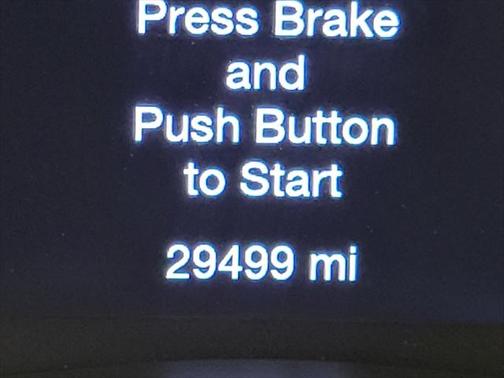 Press Brake
and
Push Button
to Start
29499 mi